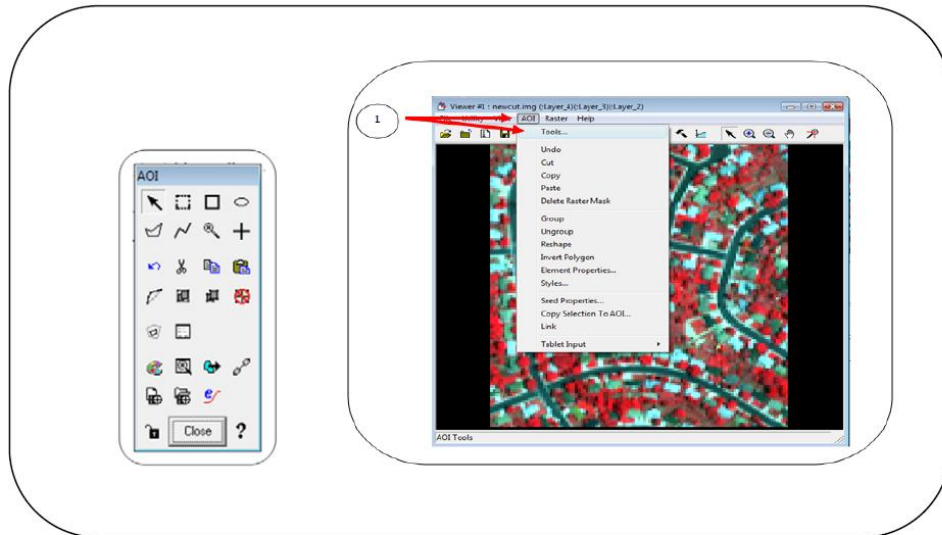 AOI
Close
?
1
Viewer #1 : newcut.img (:Layer_4)(:Layer_3)(:Layer_2)
AOI Raster Help
Tools...
Undo
Cut
Copy
Paste
Delete Raster Mask
Group
Ungroup
Reshape
Invert Polygon
Element Properties...
Styles...
Seed Properties...
Copy Selection To AOI...
Link
Tablet Input
AOI Tools